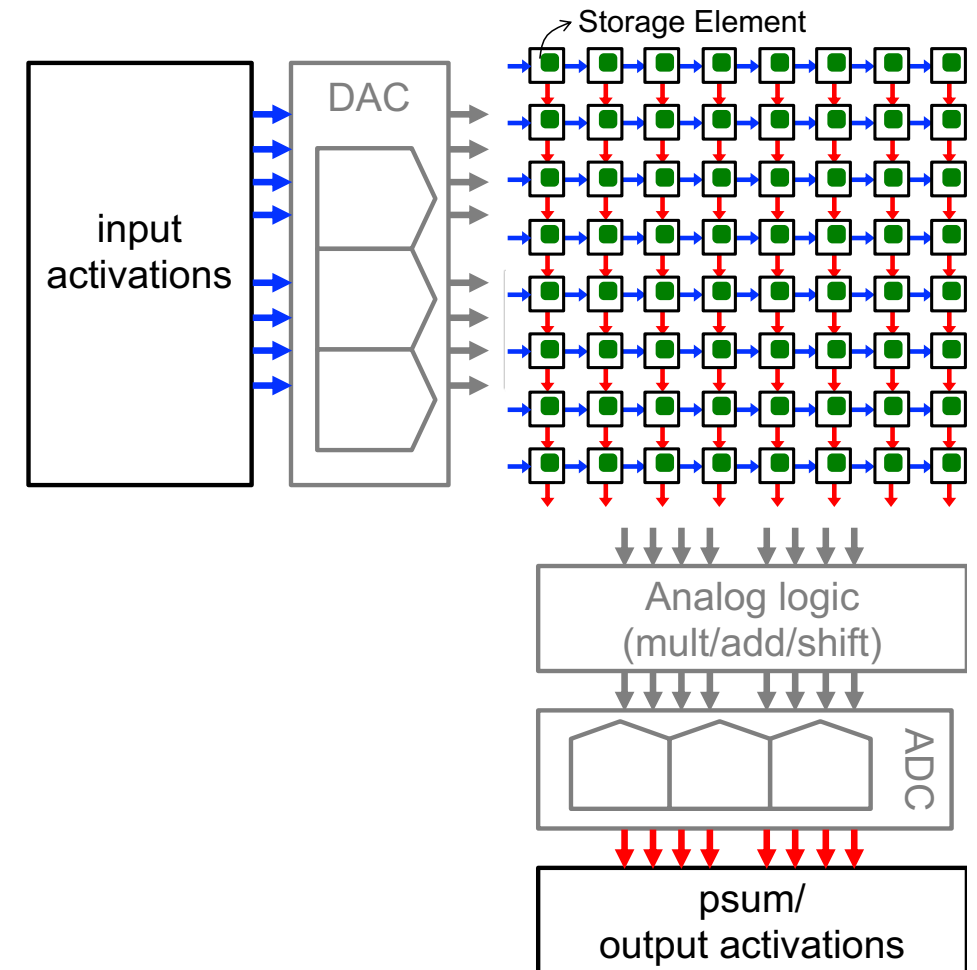 Storage Element
DAC
input
activations
Analog logic
(mult/add/shift)
ADC
psum/
output activations